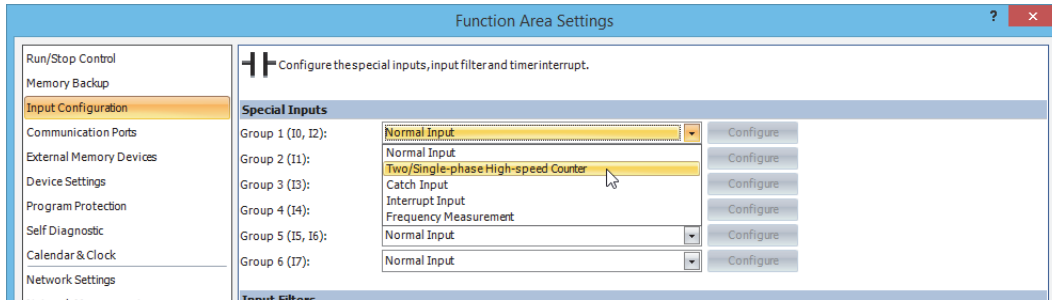 Function Area Settings
?
×
Run/Stop Control
Memory Backup
Input Configuration
Communication Ports
External Memory Devices
Device Settings
Program Protection
Self Diagnostic
Calendar & Clock
Network Settings
Configure the special inputs, input filter and timer interrupt.
Special Inputs
Group 1 (I0, I2): Normal Input Configure
Group 2 (I1): Normal Input Configure
Two/Single-phase High-speed Counter
Group 3 (I3): Catch Input Configure
Interrupt Input
Group 4 (I4): Frequency Measurement Configure
Group 5 (I5, I6): Normal Input Configure
Group 6 (I7): Normal Input Configure
Input Filters